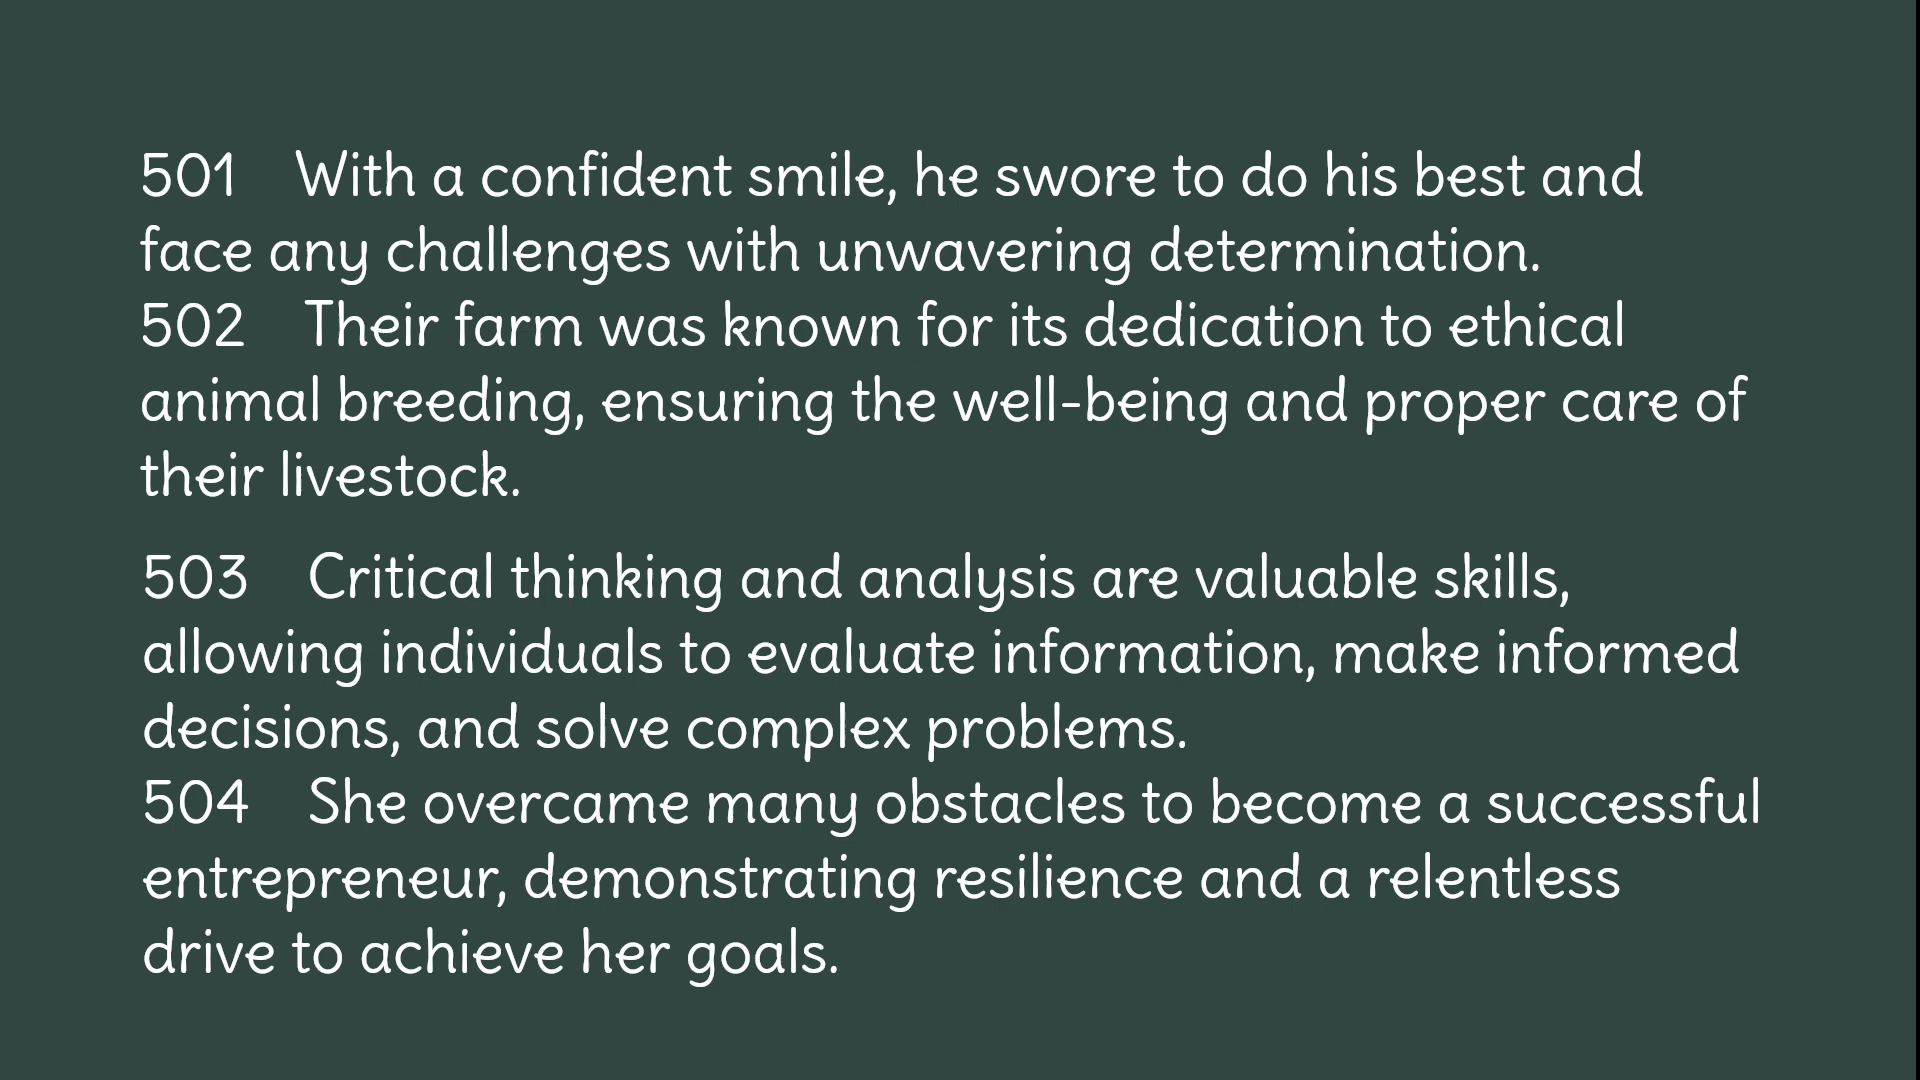 501 With a confident smile, he swore to do his best and
face any challenges with unwavering determination.
502 Their farm was known for its dedication to ethical
animal breeding, ensuring the well-being and proper care of
their livestock.
503 Critical thinking and analysis are valuable skills,
allowing individuals to evaluate information, make informed
decisions, and solve complex problems.
504 She overcame many obstacles to become a successful
entrepreneur, demonstrating resilience and a relentless
drive to achieve her goals.